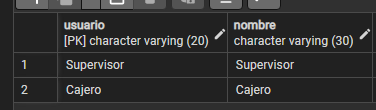 usuario nombre
[PK] character varying (20) character varying (30)
1 Supervisor Supervisor
2 Cajero Cajero